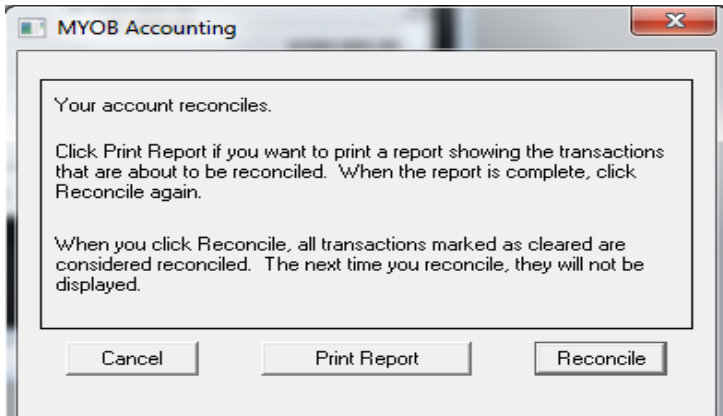 MYOB Accounting
Your account reconciles.
Click Print Report if you want to print a report showing the transactions
that are about to be reconciled.  When the report is complete, click
Reconcile again.
When you click Reconcile, all transactions marked as cleared are
considered reconciled.  The next time you reconcile, they will not be
displayed.
Cancel
Print Report
Reconcile